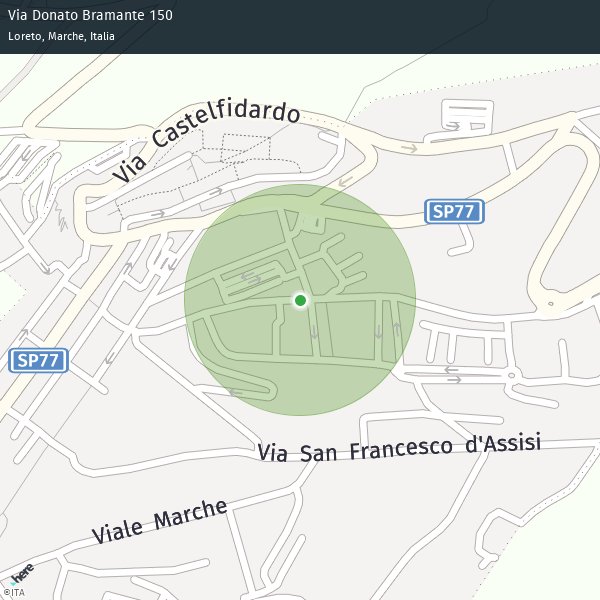 Via Donato Bramante 150
Loreto, Marche, Italia
Via Castelfidardo
SP77
SP77
Via San Francesco d'Assisi
Viale Marche
here
©ITA